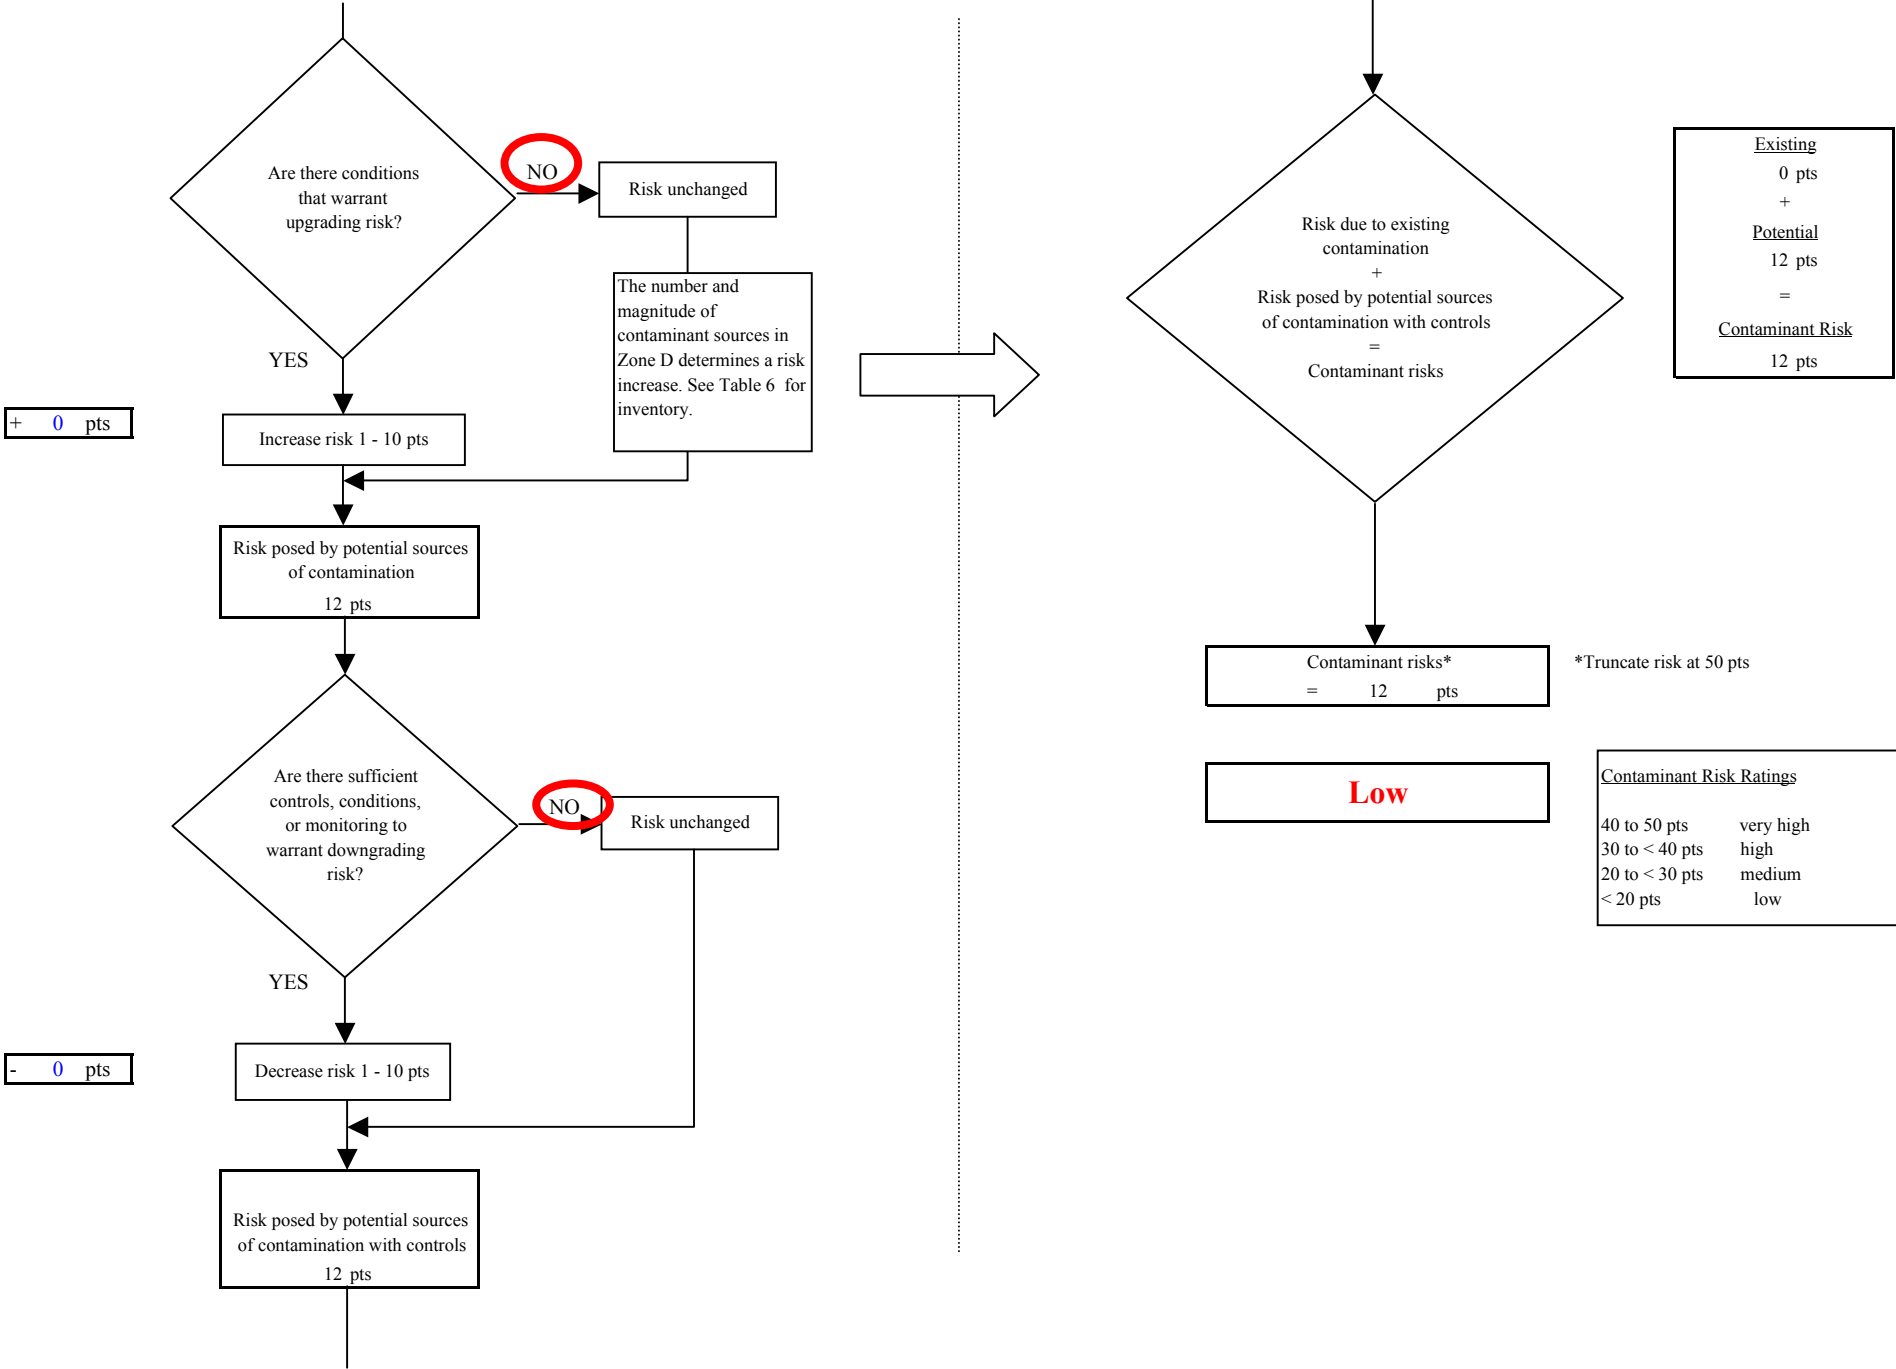 Are there conditions
that warrant
upgrading risk?
NO
Risk unchanged
The number and
magnitude of
contaminant sources in
Zone D determines a risk
increase. See Table 6 for
inventory.
YES
+ 0 pts
Increase risk 1 - 10 pts
Risk posed by potential sources
of contamination
12 pts
Are there sufficient
controls, conditions,
or monitoring to
warrant downgrading
risk?
NO
Risk unchanged
YES
- 0 pts
Decrease risk 1 - 10 pts
Risk posed by potential sources
of contamination with controls
12 pts
Risk due to existing
contamination
+
Risk posed by potential sources
of contamination with controls
=
Contaminant risks
Existing
0 pts
+
Potential
12 pts
=
Contaminant Risk
12 pts
Contaminant risks*
= 12 pts
*Truncate risk at 50 pts
Low
Contaminant Risk Ratings
40 to 50 pts very high
30 to < 40 pts high
20 to < 30 pts medium
< 20 pts low